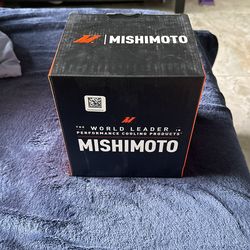 MISHIMOTO
THE WORLD LEADER IN
PERFORMANCE COOLING PRODUCTS
MISHIMOTO